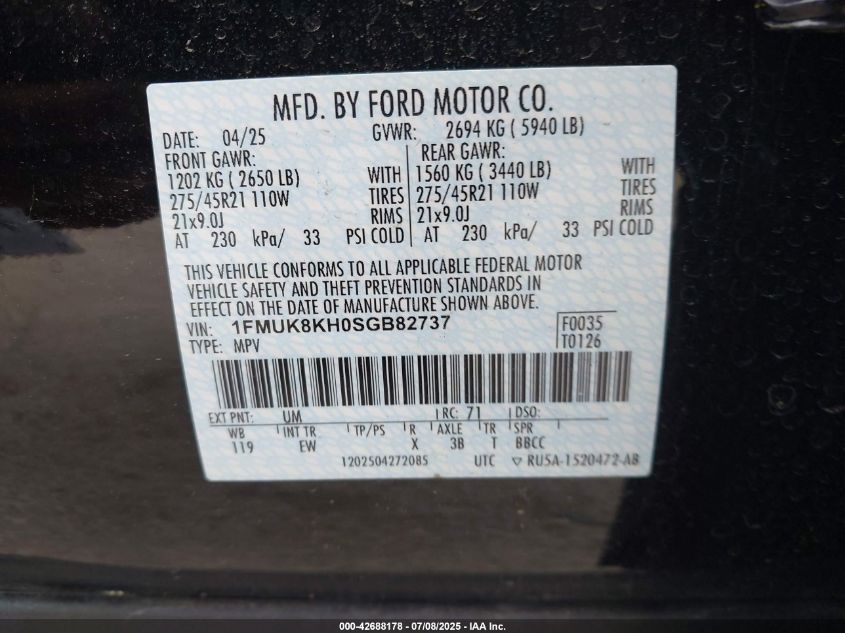 MFD. BY FORD MOTOR CO.
DATE: 04/25 GVWR: 2694 KG ( 5940 LB)
FRONT GAWR: REAR GAWR:
1202 KG ( 2650 LB) WITH 1560 KG ( 3440 LB) WITH
275/45R21 110W TIRES 275/45R21 110W TIRES
21x9.0J RIMS 21x9.0J RIMS
AT 230 kPa/ 33 PSI COLD AT 230 kPa/ 33 PSI COLD
THIS VEHICLE CONFORMS TO ALL APPLICABLE FEDERAL MOTOR
VEHICLE SAFETY AND THEFT PREVENTION STANDARDS IN
EFFECT ON THE DATE OF MANUFACTURE SHOWN ABOVE.
VIN: 1FMUK8KH0SGB82737 F0035
TYPE: MPV T0126
EXT PNT: UM RC: 71 DSO:
WB INT TR TP/PS R AXLE TR SPR
119 EW X 3B T BBCC
1202504272085 UTC ▽ RU5A-1520472-AB
000-42688178 - 07/08/2025 - IAA Inc.